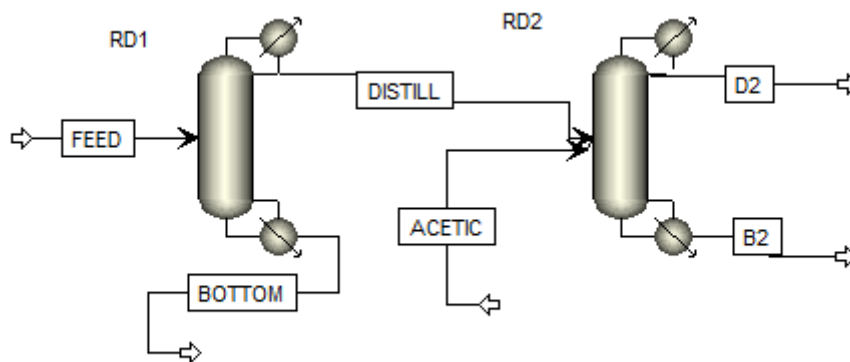 RD1
RD2
DISTILL
D2
FEED
ACETIC
B2
BOTTOM